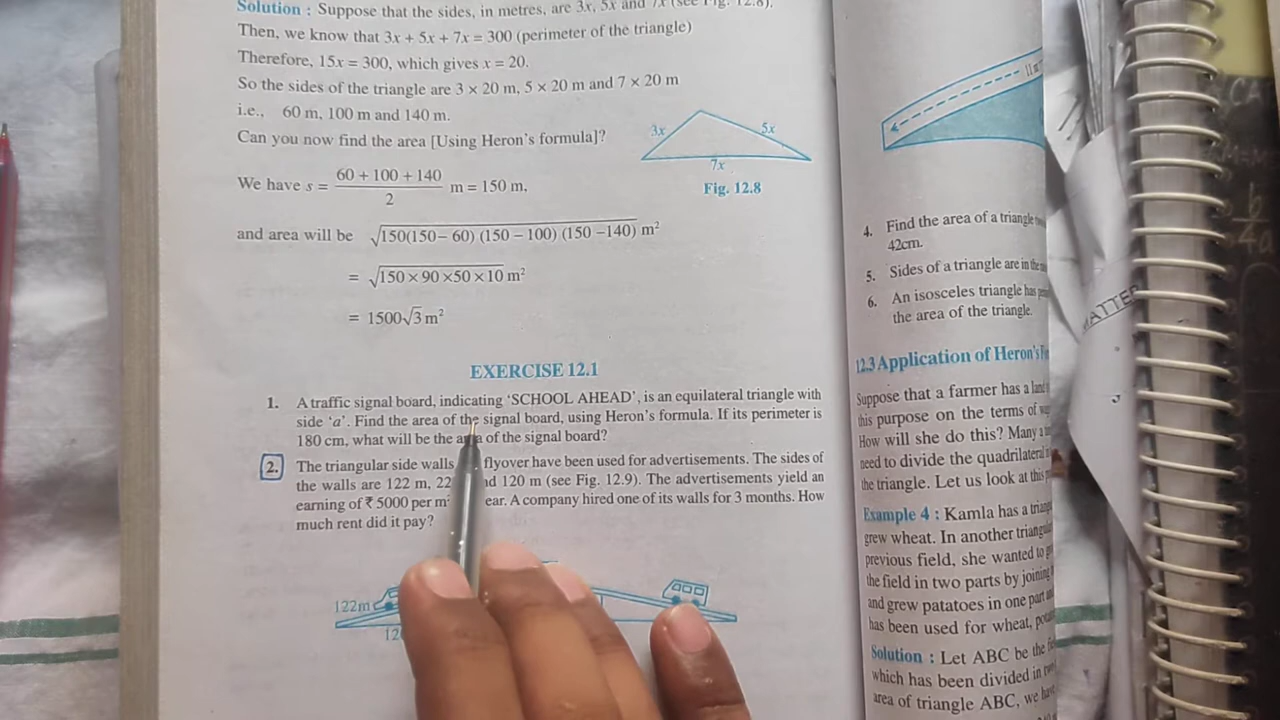 Solution : Suppose that the sides, in metres, are 3x, 5x and 7x (see Fig. 12.8).
Then, we know that 3x + 5x + 7x = 300 (perimeter of the triangle)
Therefore, 15x = 300, which gives x = 20.
So the sides of the triangle are 3 × 20 m, 5 × 20 m and 7 × 20 m
i.e., 60 m, 100 m and 140 m.
Can you now find the area [Using Heron's formula]?
We have s = (60 + 100 + 140)/2 m = 150 m.
and area will be √150(150– 60) (150 – 100) (150 –140) m²
= √150 × 90 ×50 × 10 m²
= 1500√3 m²
3x
5x
7x
Fig. 12.8
EXERCISE 12.1
1. A traffic signal board, indicating 'SCHOOL AHEAD', is an equilateral triangle with
side 'a'. Find the area of the signal board, using Heron's formula. If its perimeter is
180 cm, what will be the of the signal board?
2. The triangular side walls flyover have been used for advertisements. The sides of
the walls are 122 m, 22 120 m (see Fig. 12.9). The advertisements yield an
earning of ₹ 5000 per m² A company hired one of its walls for 3 months. How
much rent did it pay?
122m
11m
4. Find the area of a triangle
42cm.
5. Sides of a triangle are in the
6. An isosceles triangle has
the area of the triangle.
12.3 Application of Heron's
Suppose that a farmer has a land
this purpose on the terms of
How will she do this? Many a
need to divide the quadrilateral
the triangle. Let us look at this
Example 4 : Kamla has a
grew wheat. In another
previous field, she wanted to
the field in two parts by joining
and grew patatoes in one part
has been used for wheat,
Solution : Let ABC be the
which has been divided in
area of triangle ABC, we
MATTER